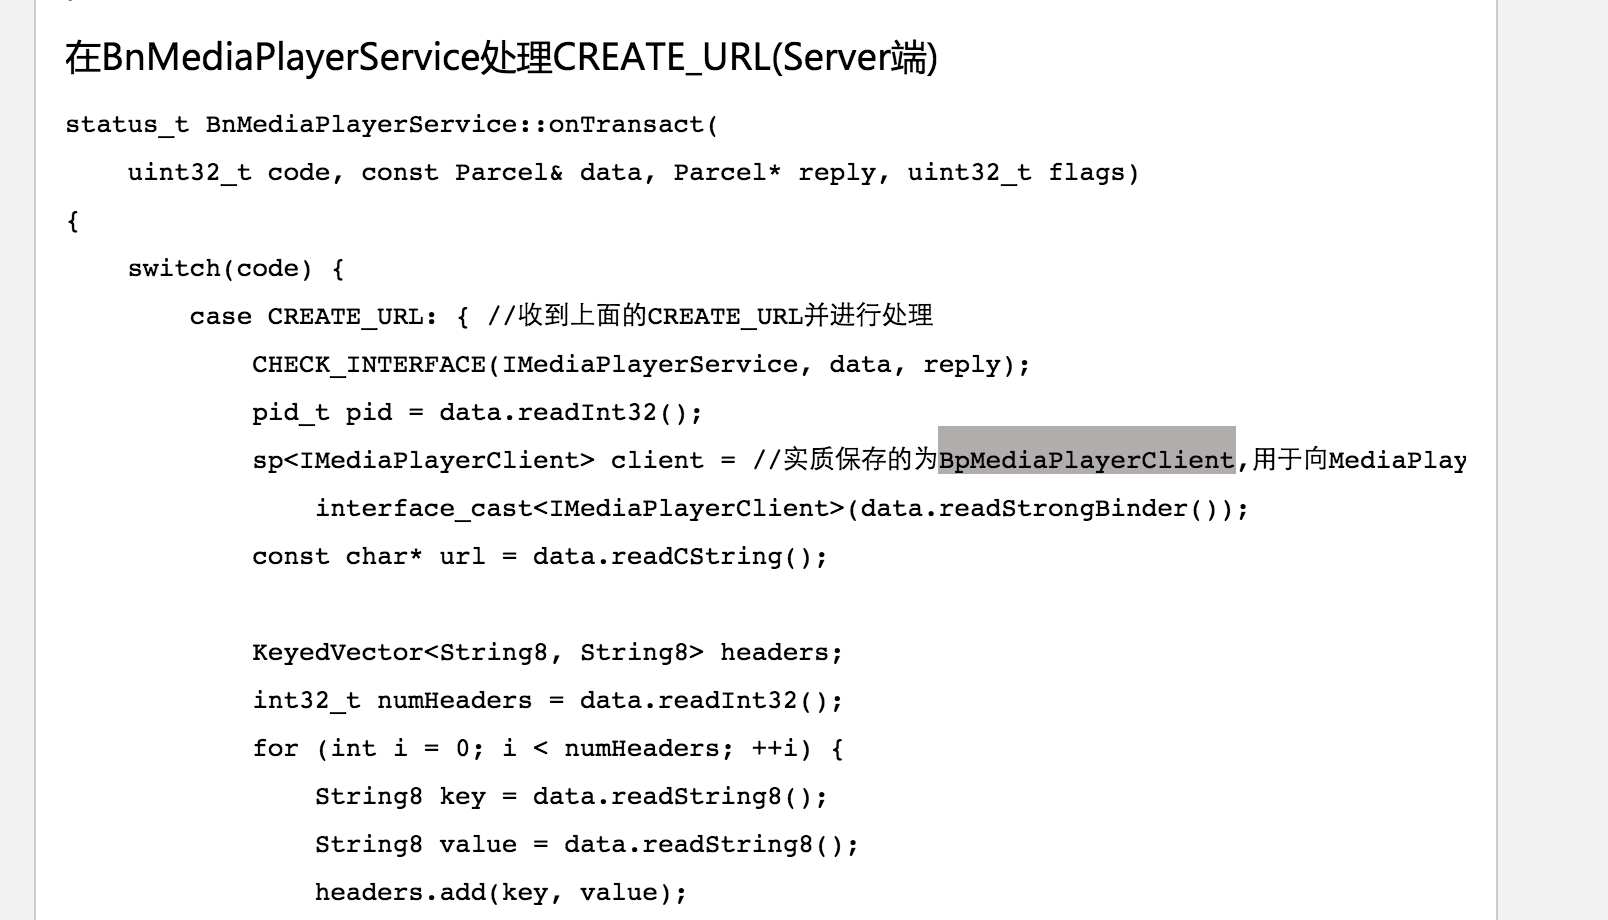 在BnMediaPlayerService处理CREATE_URL(Server端)
status_t BnMediaPlayerService::onTransact(
    uint32_t code, const Parcel& data, Parcel* reply, uint32_t flags)
{
    switch(code) {
        case CREATE_URL: { //收到上面的CREATE_URL并进行处理
            CHECK_INTERFACE(IMediaPlayerService, data, reply);
            pid_t pid = data.readInt32();
            sp<IMediaPlayerClient> client = //实质保存的为BpMediaPlayerClient,用于向MediaPlay
                interface_cast<IMediaPlayerClient>(data.readStrongBinder());
            const char* url = data.readCString();
            KeyedVector<String8, String8> headers;
            int32_t numHeaders = data.readInt32();
            for (int i = 0; i < numHeaders; ++i) {
                String8 key = data.readString8();
                String8 value = data.readString8();
                headers.add(key, value);